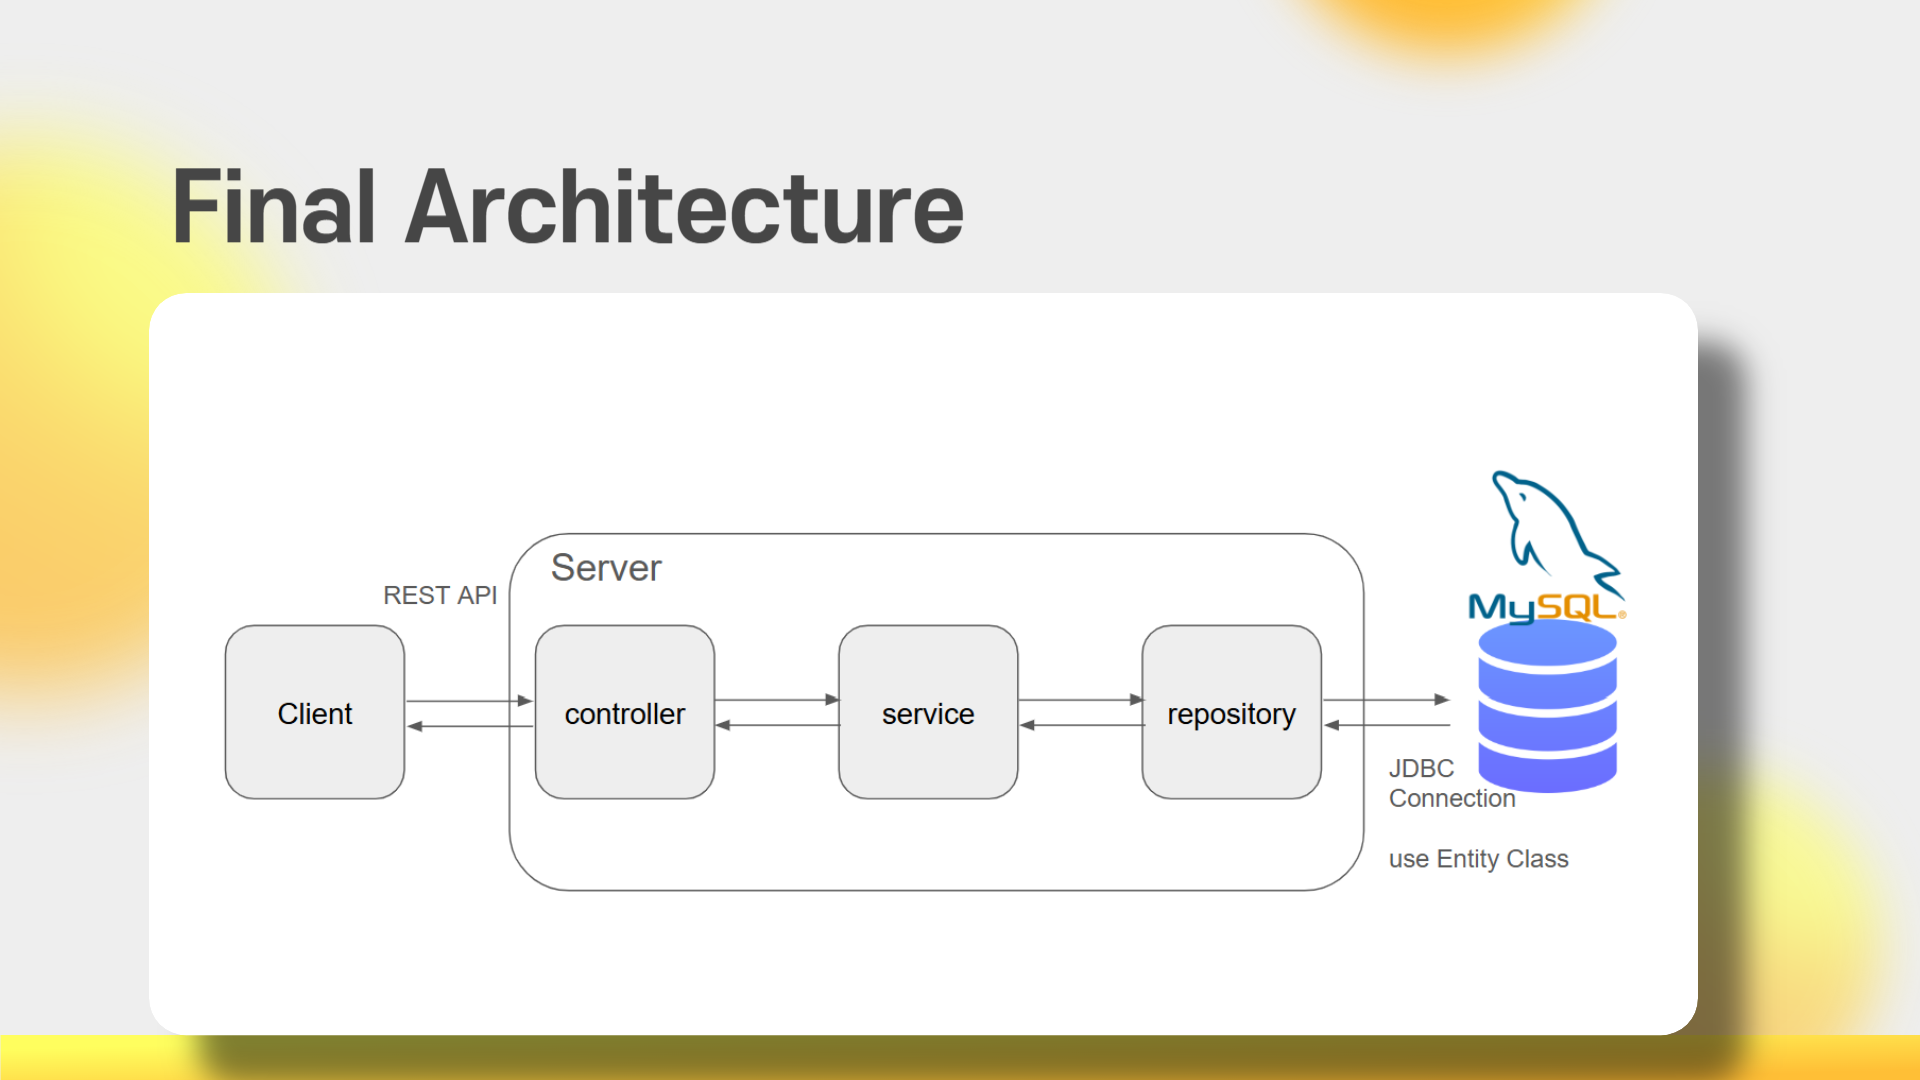 Final Architecture
Server
REST API
Client
controller
service
repository
MySQL®
JDBC
Connection
use Entity Class